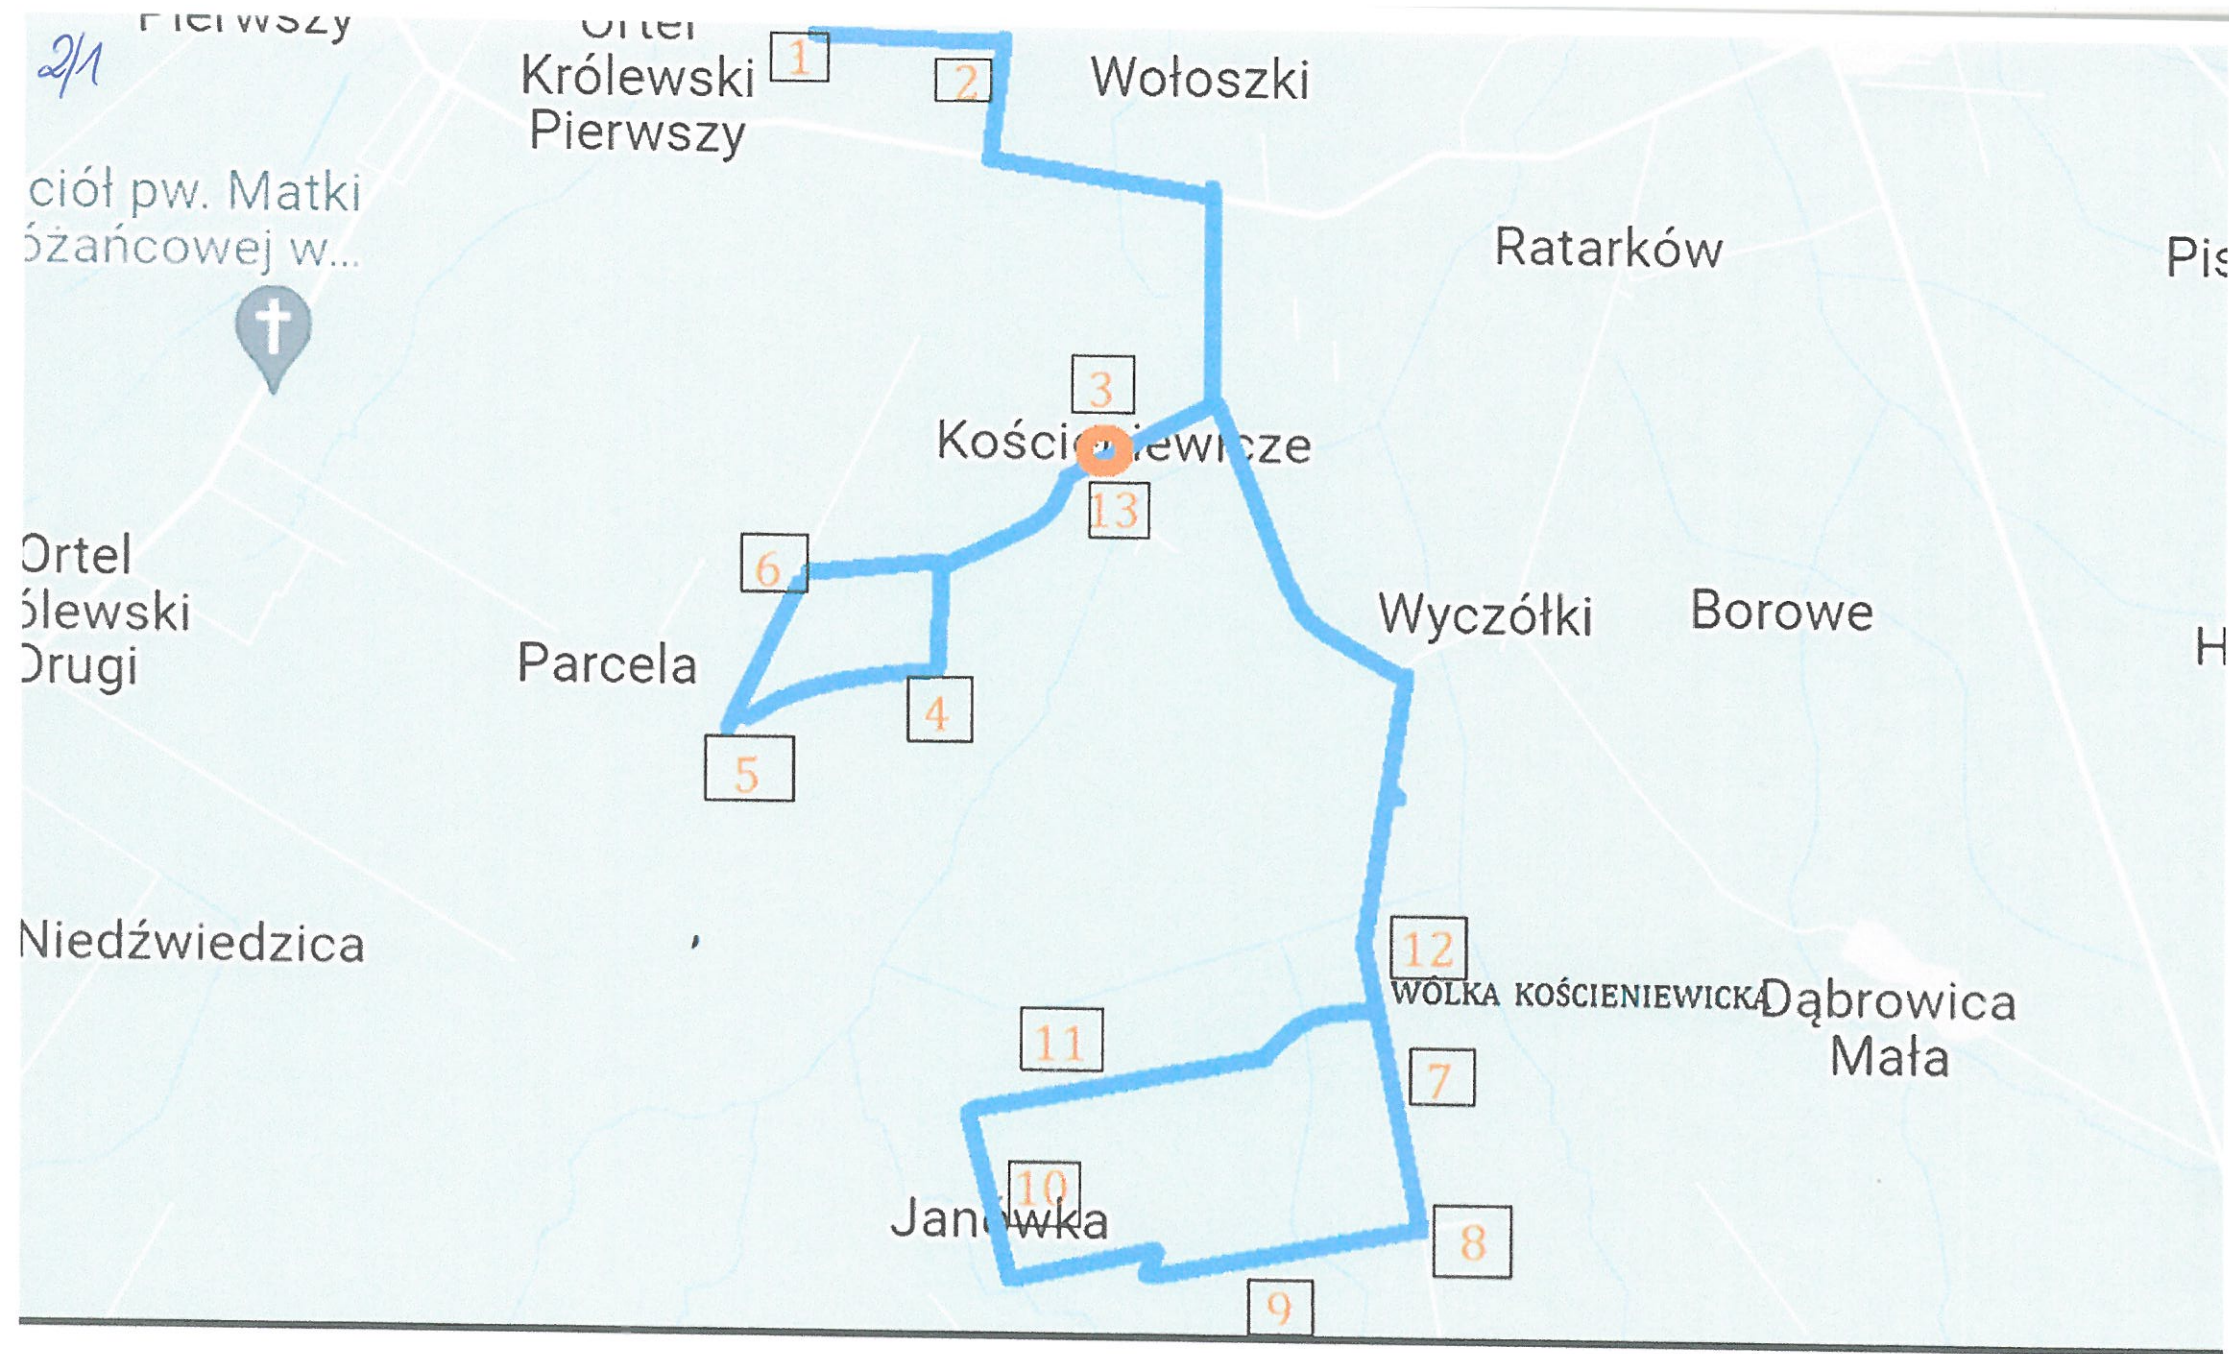 2/1
Pierwszy
Ortel
Królewski
Pierwszy
1
2
Wołoszki
ciół pw. Matki
óżańcowej w...
Ratarków
Pis
3
Kości iewicze
13
6
Ortel
ólewski
Drugi
Parcela
Wyczółki
Borowe
H
4
5
Niedźwiedzica
12
WÓLKA KOŚCIENIEWICKA
Dąbrowica
Mała
11
7
10
Janówka
8
9